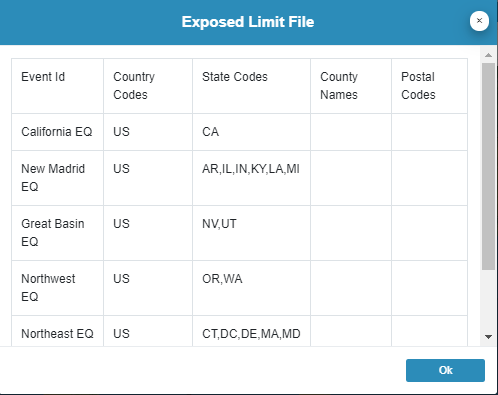 Exposed Limit File
×
Event Id Country Codes State Codes County Names Postal Codes
California EQ US CA
New Madrid EQ US AR,IL,IN,KY,LA,MI
Great Basin EQ US NV,UT
Northwest EQ US OR,WA
Northeast EQ US CT,DC,DE,MA,MD
Ok